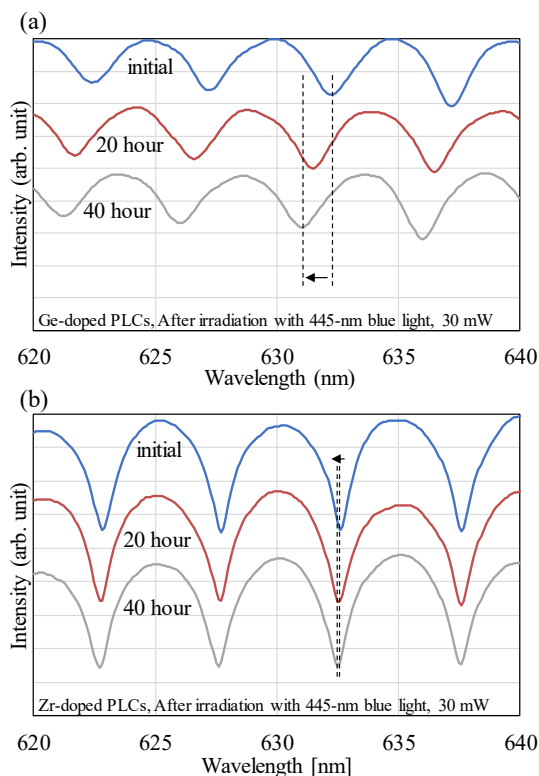 (a)
Intensity (arb. unit)
initial
20 hour
40 hour
Ge-doped PLCs, After irradiation with 445-nm blue light, 30 mW
620 625 630 635 640
Wavelength (nm)
(b)
Intensity (arb. unit)
initial
20 hour
40 hour
Zr-doped PLCs, After irradiation with 445-nm blue light, 30 mW
620 625 630 635 640
Wavelength [nm]